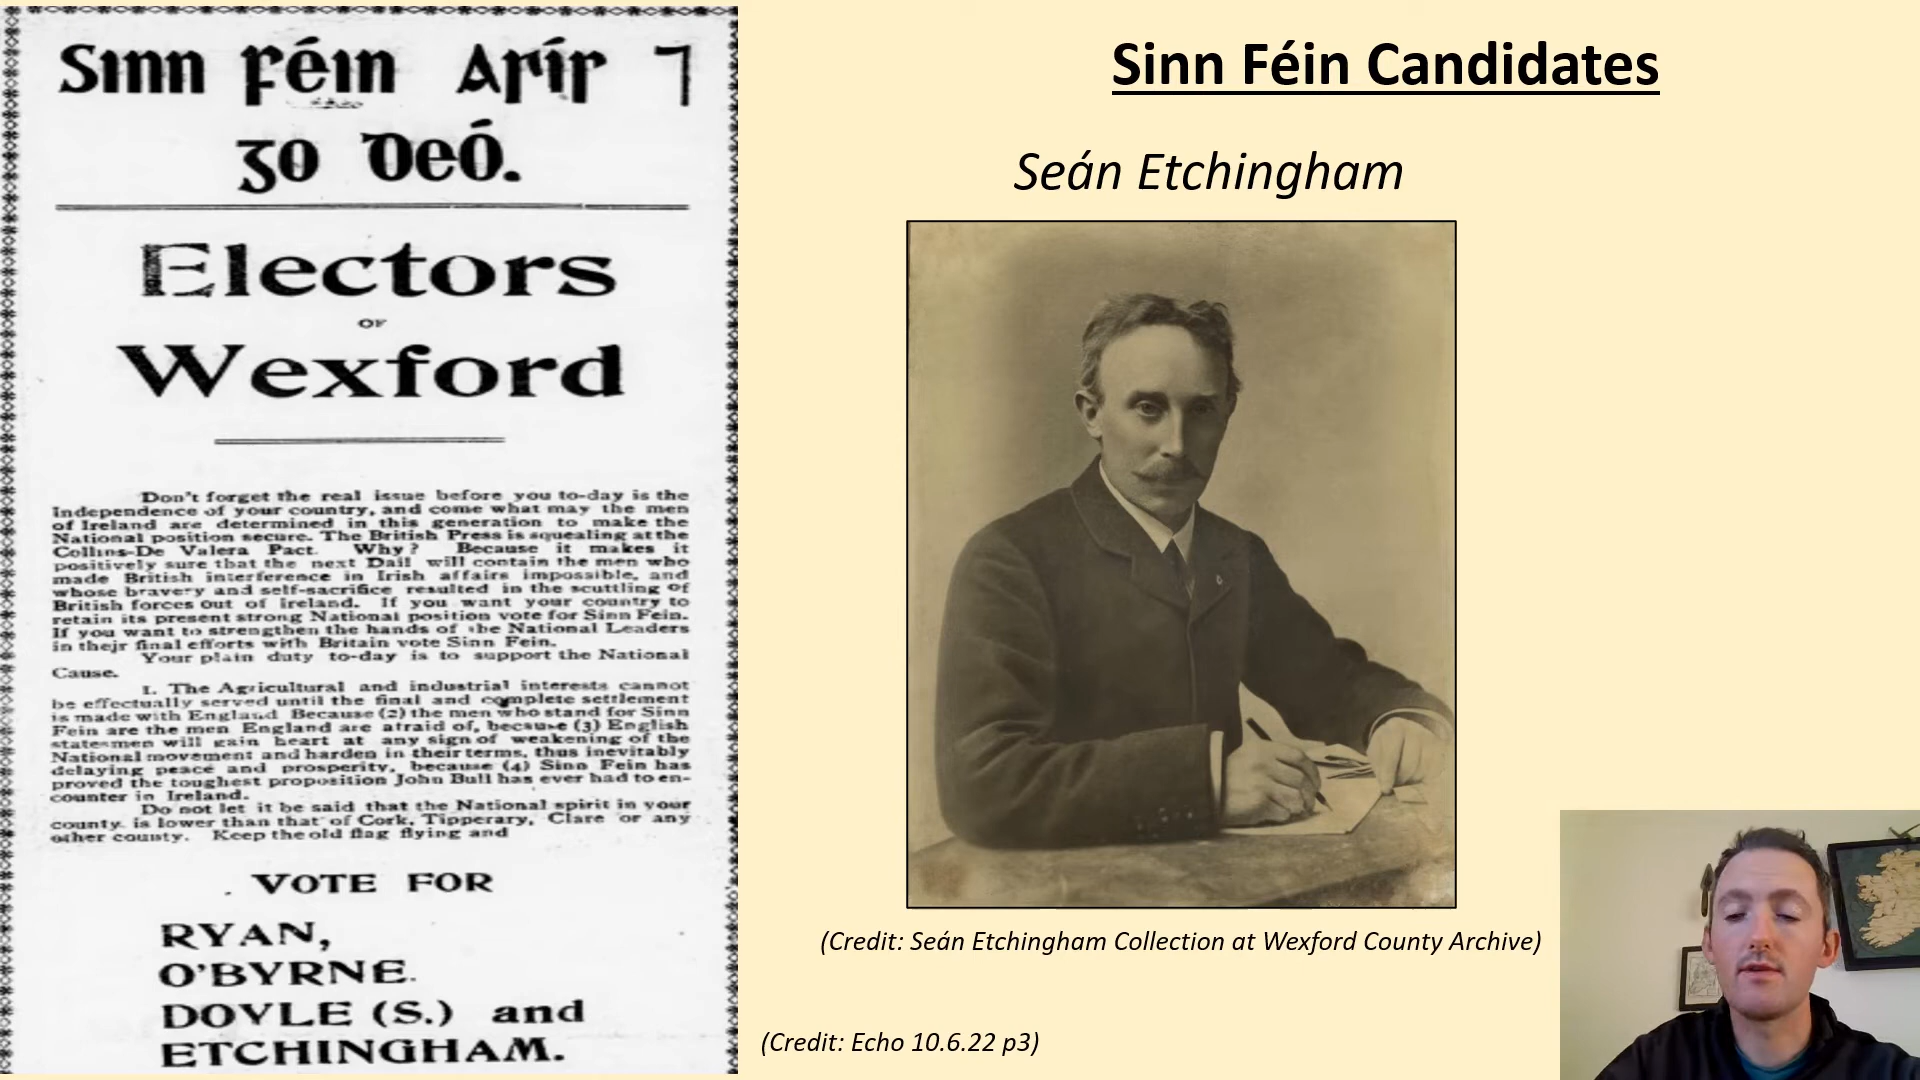 Sinn Féin Arír ⁊
go Deó.
Electors
OF
Wexford
Don't forget the real issue before you to-day is the
Independence of your country, and come what may the men
of Ireland are determined in this generation to make the
National position secure. The British Press is squealing at the
Collins-De Valera Pact. Why? Because it makes it
positively sure that the next Dail will contain the men who
made British interference in Irish affairs impossible, and
whose bravery and self-sacrifice resulted in the scuttling of
British forces out of Ireland. If you want your country to
retain its present strong National position vote for Sinn Fein.
If you want to strengthen the hands of the National Leaders
in their final efforts with Britain vote Sinn Fein.
Your plain duty to-day is to support the National
Cause.
1. The Agricultural and industrial interests cannot
be effectually served until the final and complete settlement
is made with England Because (2) the men who stand for Sinn
Fein are the men England are afraid of, because (3) English
statesmen will gain heart at any sign of weakening of the
National movement and harden in their terms, thus inevitably
delaying peace and prosperity, because (4) Sinn Fein has
proved the toughest proposition John Bull has ever had to en-
counter in Ireland.
Do not let it be said that the National spirit in your
county is lower than that of Cork, Tipperary, Clare or any
other county. Keep the old flag flying and
VOTE FOR
RYAN,
O'BYRNE.
DOYLE (S.) and
ETCHINGHAM.
Sinn Féin Candidates
Seán Etchingham
(Credit: Seán Etchingham Collection at Wexford County Archive)
(Credit: Echo 10.6.22 p3)